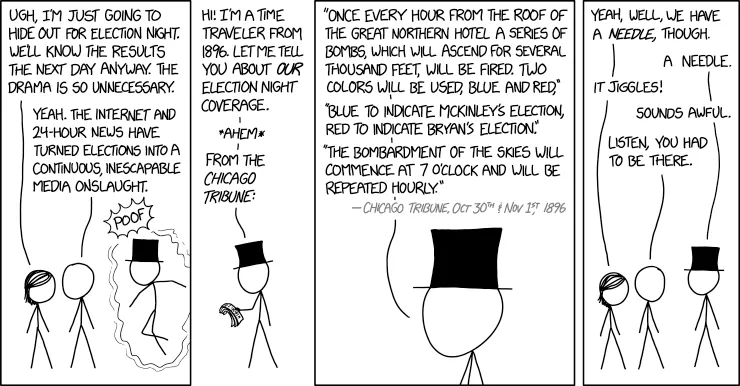 UGH, I'M JUST GOING TO
HIDE OUT FOR ELECTION NIGHT.
WE'LL KNOW THE RESULTS
THE NEXT DAY ANYWAY. THE
DRAMA IS SO UNNECESSARY.
YEAH. THE INTERNET AND
24-HOUR NEWS HAVE
TURNED ELECTIONS INTO A
CONTINUOUS, INESCAPABLE
MEDIA ONSLAUGHT.
POOF
HI! I'M A TIME
TRAVELER FROM
1896. LET ME TELL
YOU ABOUT OUR
ELECTION NIGHT
COVERAGE.
*AHEM*
FROM THE
CHICAGO
TRIBUNE:
"ONCE EVERY HOUR FROM THE ROOF OF
THE GREAT NORTHERN HOTEL A SERIES OF
BOMBS, WHICH WILL ASCEND FOR SEVERAL
THOUSAND FEET, WILL BE FIRED. TWO
COLORS WILL BE USED, BLUE AND RED,"
"BLUE TO INDICATE MCKINLEY'S ELECTION,
RED TO INDICATE BRYAN'S ELECTION."
"THE BOMBARDMENT OF THE SKIES WILL
COMMENCE AT 7 O'CLOCK AND WILL BE
REPEATED HOURLY."
— CHICAGO TRIBUNE, OCT 30TH & NOV 1ST, 1896
YEAH, WELL, WE HAVE
A NEEDLE, THOUGH.
A NEEDLE.
IT JIGGLES!
SOUNDS AWFUL.
LISTEN, YOU HAD
TO BE THERE.